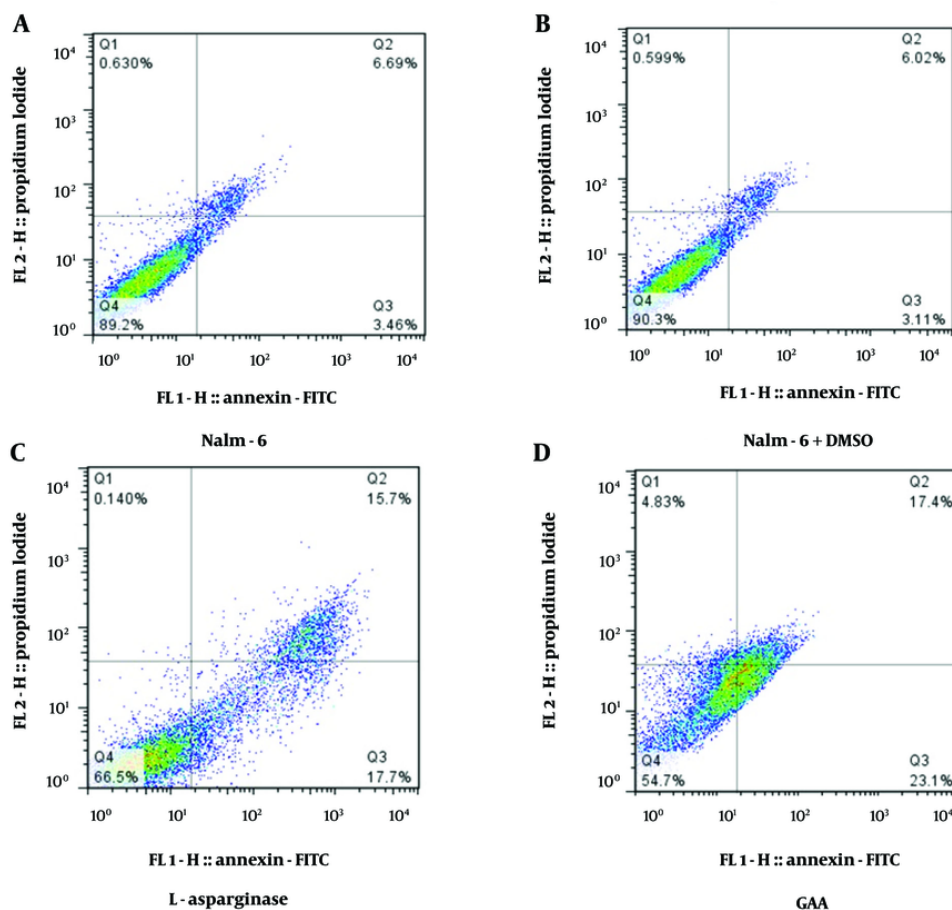 A
Q1
0.630%
Q2
6.69%
Q4
89.2%
Q3
3.46%
10⁴
10³
10²
10¹
10⁰
10⁰ 10¹ 10² 10³ 10⁴
FL 2 - H :: propidium Iodide
FL 1 - H :: annexin - FITC
Nalm - 6
B
Q1
0.599%
Q2
6.02%
Q4
90.3%
Q3
3.11%
10⁴
10³
10²
10¹
10⁰
10⁰ 10¹ 10² 10³ 10⁴
FL 2 - H :: propidium Iodide
FL 1 - H :: annexin - FITC
Nalm - 6 + DMSO
C
Q1
0.140%
Q2
15.7%
Q4
66.5%
Q3
17.7%
10⁴
10³
10²
10¹
10⁰
10⁰ 10¹ 10² 10³ 10⁴
FL 2 - H :: propidium Iodide
FL 1 - H :: annexin - FITC
L - asparginase
D
Q1
4.83%
Q2
17.4%
Q4
54.7%
Q3
23.1%
10⁴
10³
10²
10¹
10⁰
10⁰ 10¹ 10² 10³ 10⁴
FL 2 - H :: propidium Iodide
FL 1 - H :: annexin - FITC
GAA